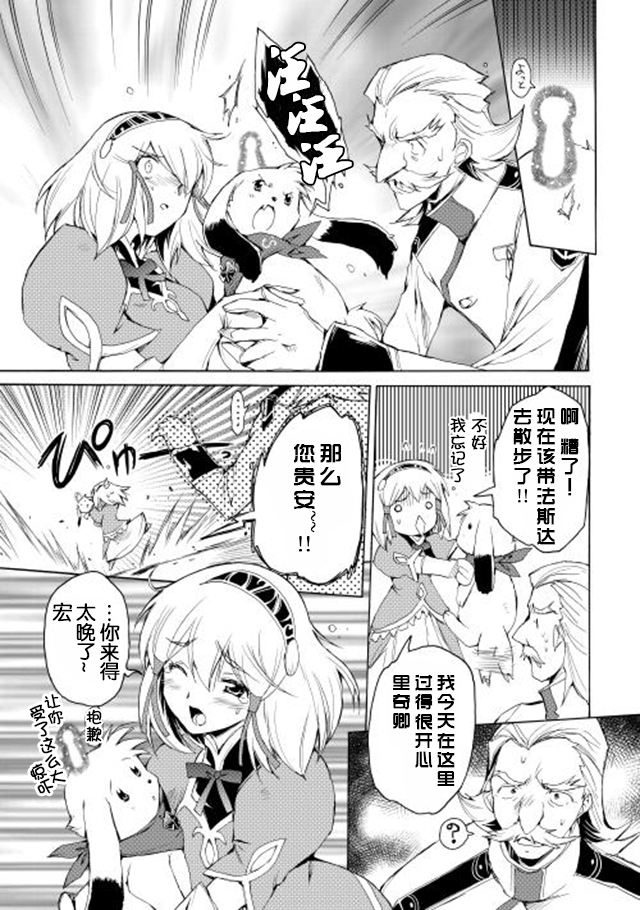 よっと
汪
汪
汪
啊 糟了！
现在该带法斯达
去散步了!!
不好
我忘记了
我今天在这里
过得很开心
里奇卿
？
那么
您贵安~~!!
……
?
ぴゅー
…你来得
太晚了~
宏
抱歉
让你
受了这么大
惊吓